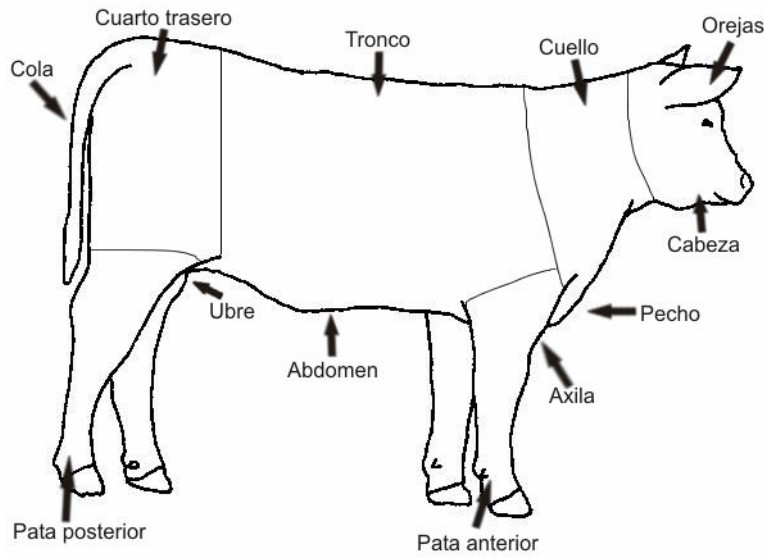 Cuarto trasero
Tronco
Orejas
Cuello
Cola
Cabeza
Ubre
Pecho
Abdomen
Axila
Pata posterior
Pata anterior